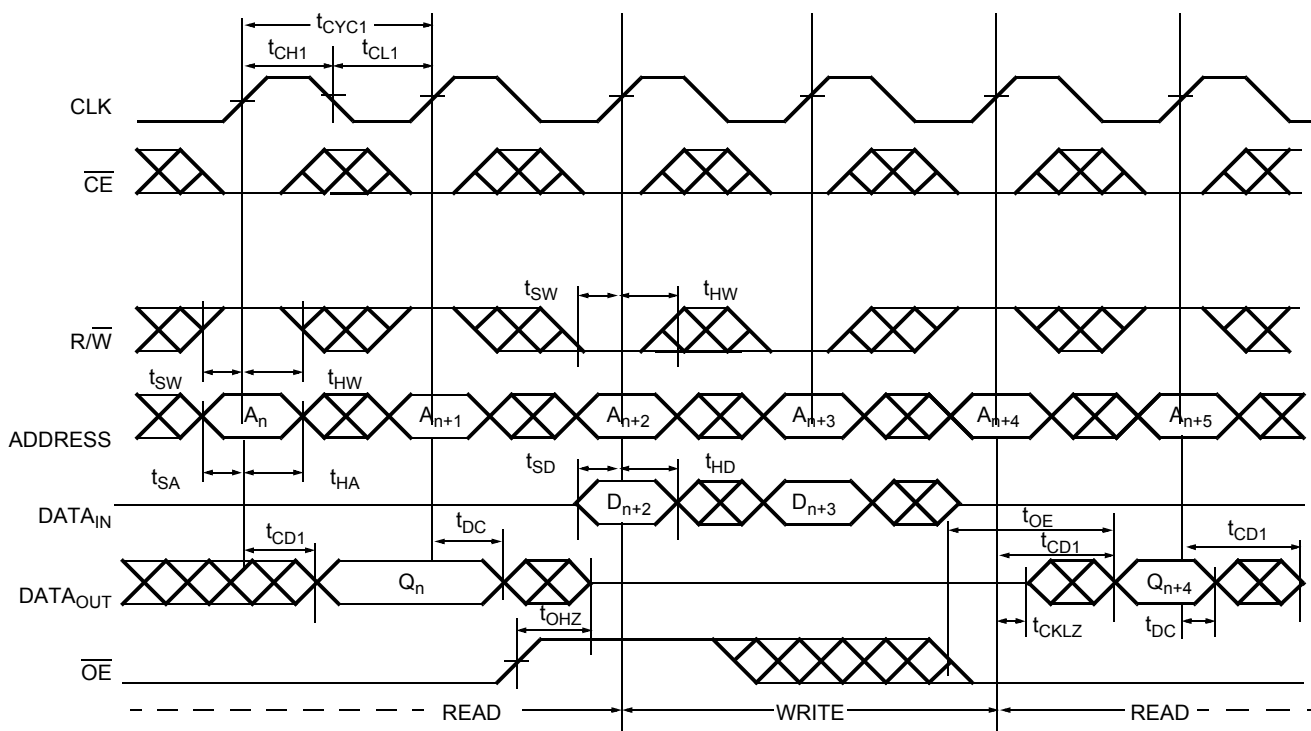 tCYC1
tCH1 tCL1
CLK
CE
tSW tHW
R/W
tSW tHW
An An+1 An+2 An+3 An+4 An+5
ADDRESS
tSA tHA tSD tHD
DATAIN Dn+2 Dn+3
tOE
tCD1 tDC tCD1 tCD1
DATAOUT Qn Qn+4
tOHZ tCKLZ tDC
OE
READ WRITE READ